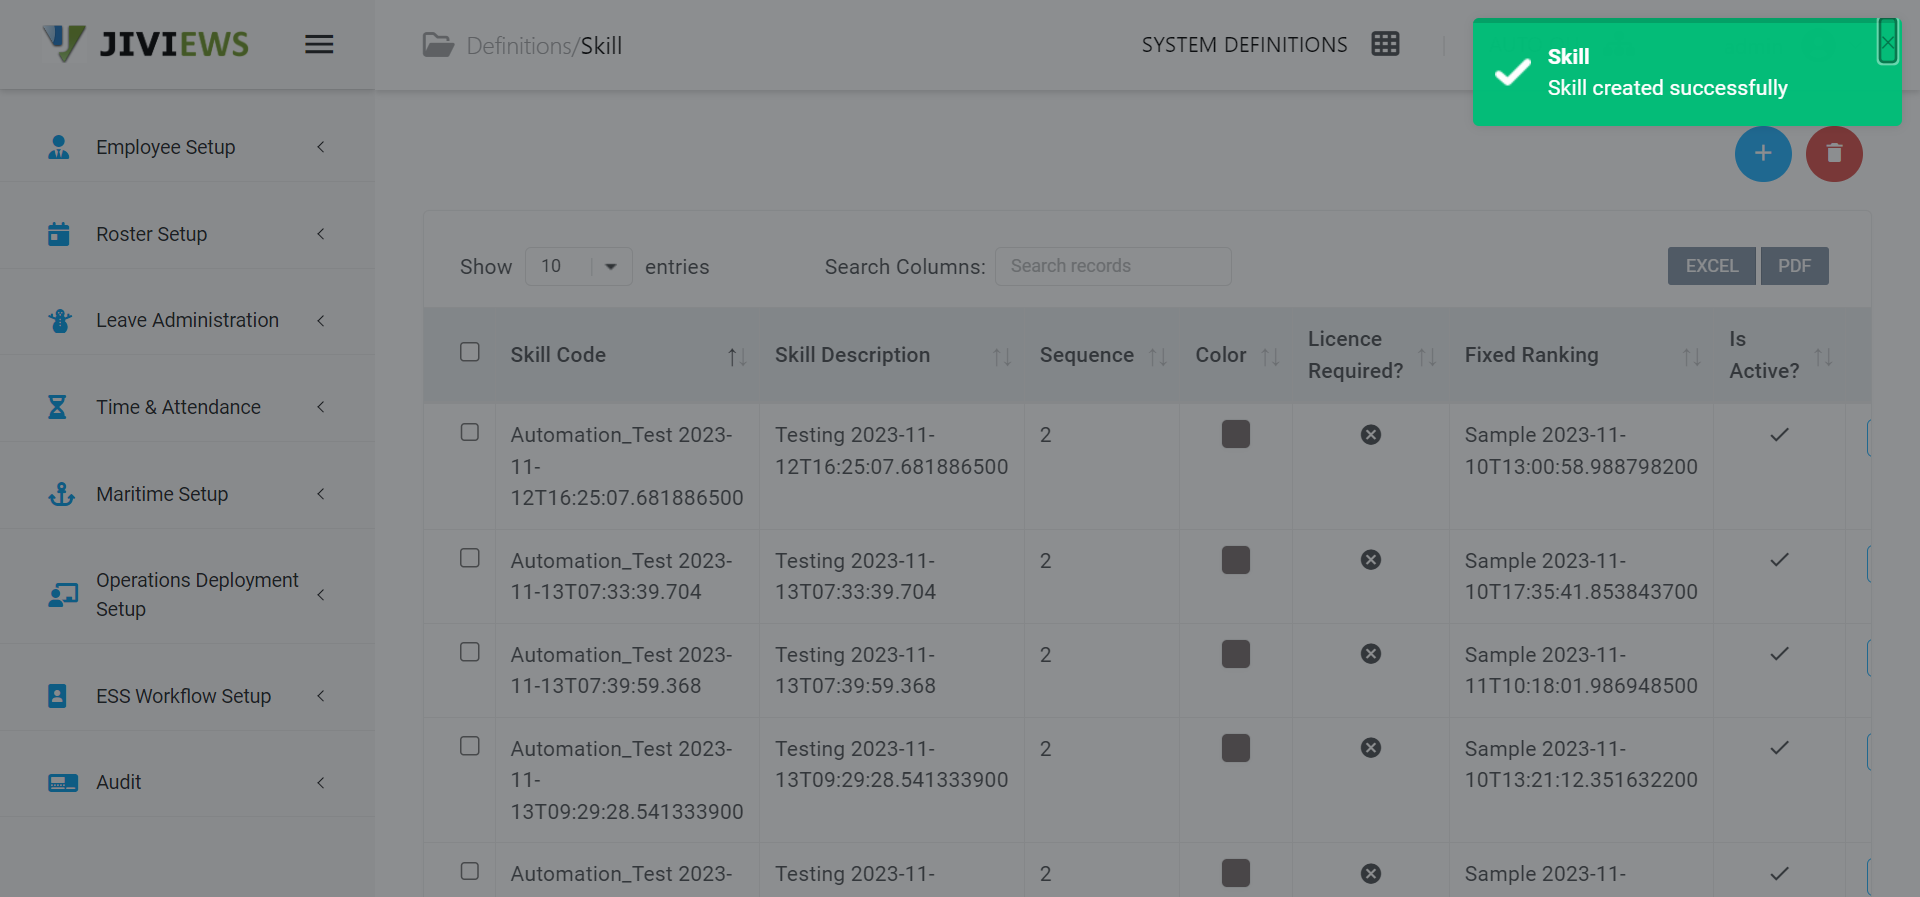 JIVIEWS
Definitions/Skill
SYSTEM DEFINITIONS
Skill
Skill created successfully
Employee Setup
Roster Setup
Leave Administration
Time & Attendance
Maritime Setup
Operations Deployment
Setup
ESS Workflow Setup
Audit
Show 10 entries
Search Columns: Search records
EXCEL PDF
Skill Code
Skill Description
Sequence
Color
Licence
Required?
Fixed Ranking
Is
Active?
Automation_Test 2023-
11-
12T16:25:07.681886500
Testing 2023-11-
12T16:25:07.681886500
2
Sample 2023-11-
10T13:00:58.988798200
Automation_Test 2023-
11-13T07:33:39.704
Testing 2023-11-
13T07:33:39.704
2
Sample 2023-11-
10T17:35:41.853843700
Automation_Test 2023-
11-13T07:39:59.368
Testing 2023-11-
13T07:39:59.368
2
Sample 2023-11-
11T10:18:01.986948500
Automation_Test 2023-
11-
13T09:29:28.541333900
Testing 2023-11-
13T09:29:28.541333900
2
Sample 2023-11-
10T13:21:12.351632200
Automation_Test 2023-
Testing 2023-11-
2
Sample 2023-11-